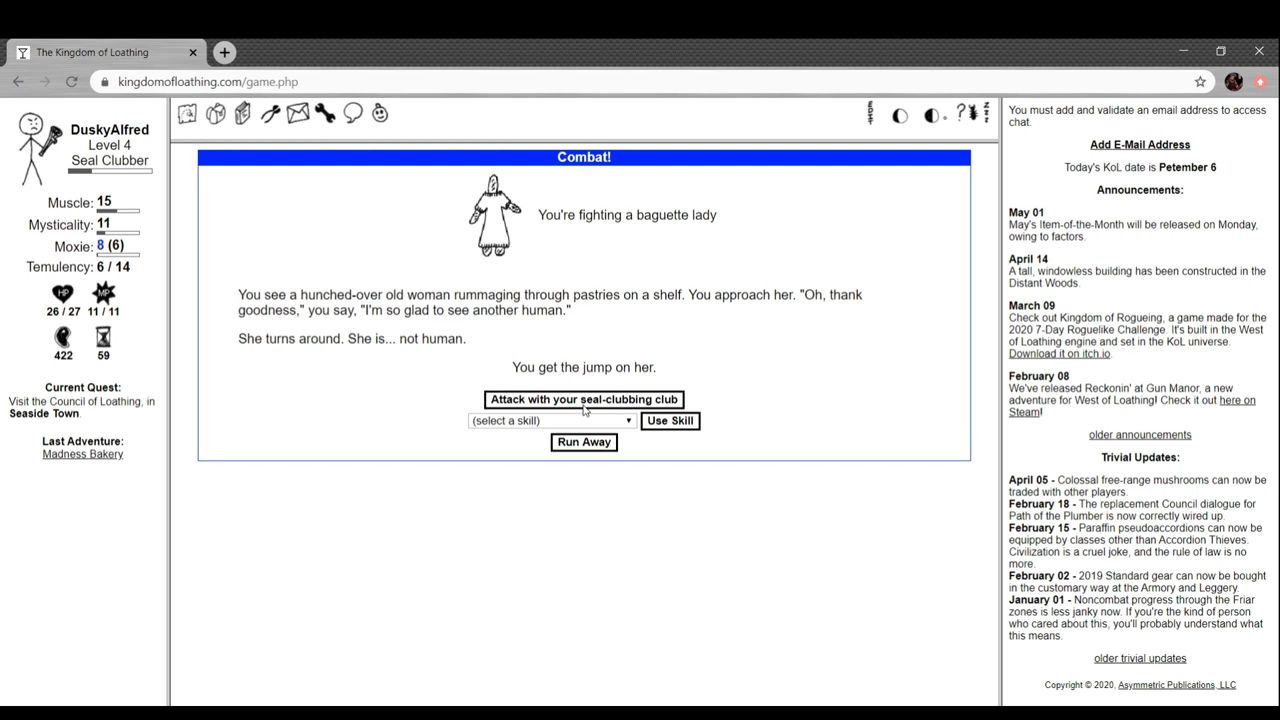 The Kingdom of Loathing
kingdomofloathing.com/game.php
DuskyAlfred
Level 4
Seal Clubber
Muscle: 15
Mysticality: 11
Moxie: 8 (6)
Temulency: 6 / 14
HP
MP
26 / 27
11 / 11
422
59
Current Quest:
Visit the Council of Loathing, in
Seaside Town.
Last Adventure:
Madness Bakery
Combat!
You're fighting a baguette lady
You see a hunched-over old woman rummaging through pastries on a shelf. You approach her. "Oh, thank
goodness," you say, "I'm so glad to see another human."
She turns around. She is... not human.
You get the jump on her.
Attack with your seal-clubbing club
(select a skill)
Use Skill
Run Away
You must add and validate an email address to access
chat.
Add E-Mail Address
Today's KoL date is Petember 6
Announcements:
May 01
May's Item-of-the-Month will be released on Monday,
owing to factors.
April 14
A tall, windowless building has been constructed in the
Distant Woods.
March 09
Check out Kingdom of Rogueing, a game made for the
2020 7-Day Roguelike Challenge. It's built in the West
of Loathing engine and set in the KoL universe.
Download it on itch.io.
February 08
We've released Reckonin' at Gun Manor, a new
adventure for West of Loathing! Check it out here on
Steam!
older announcements
Trivial Updates:
April 05 - Colossal free-range mushrooms can now be
traded with other players.
February 18 - The replacement Council dialogue for
Path of the Plumber is now correctly wired up.
February 15 - Paraffin pseudoaccordions can now be
equipped by classes other than Accordion Thieves.
Civilization is a cruel joke, and the rule of law is no
more.
February 02 - 2019 Standard gear can now be bought
in the customary way at the Armory and Leggery.
January 01 - Noncombat progress through the Friar
zones is less janky now. If you're the kind of person
who cared about this, you'll probably understand what
this means.
older trivial updates
Copyright © 2020, Asymmetric Publications, LLC